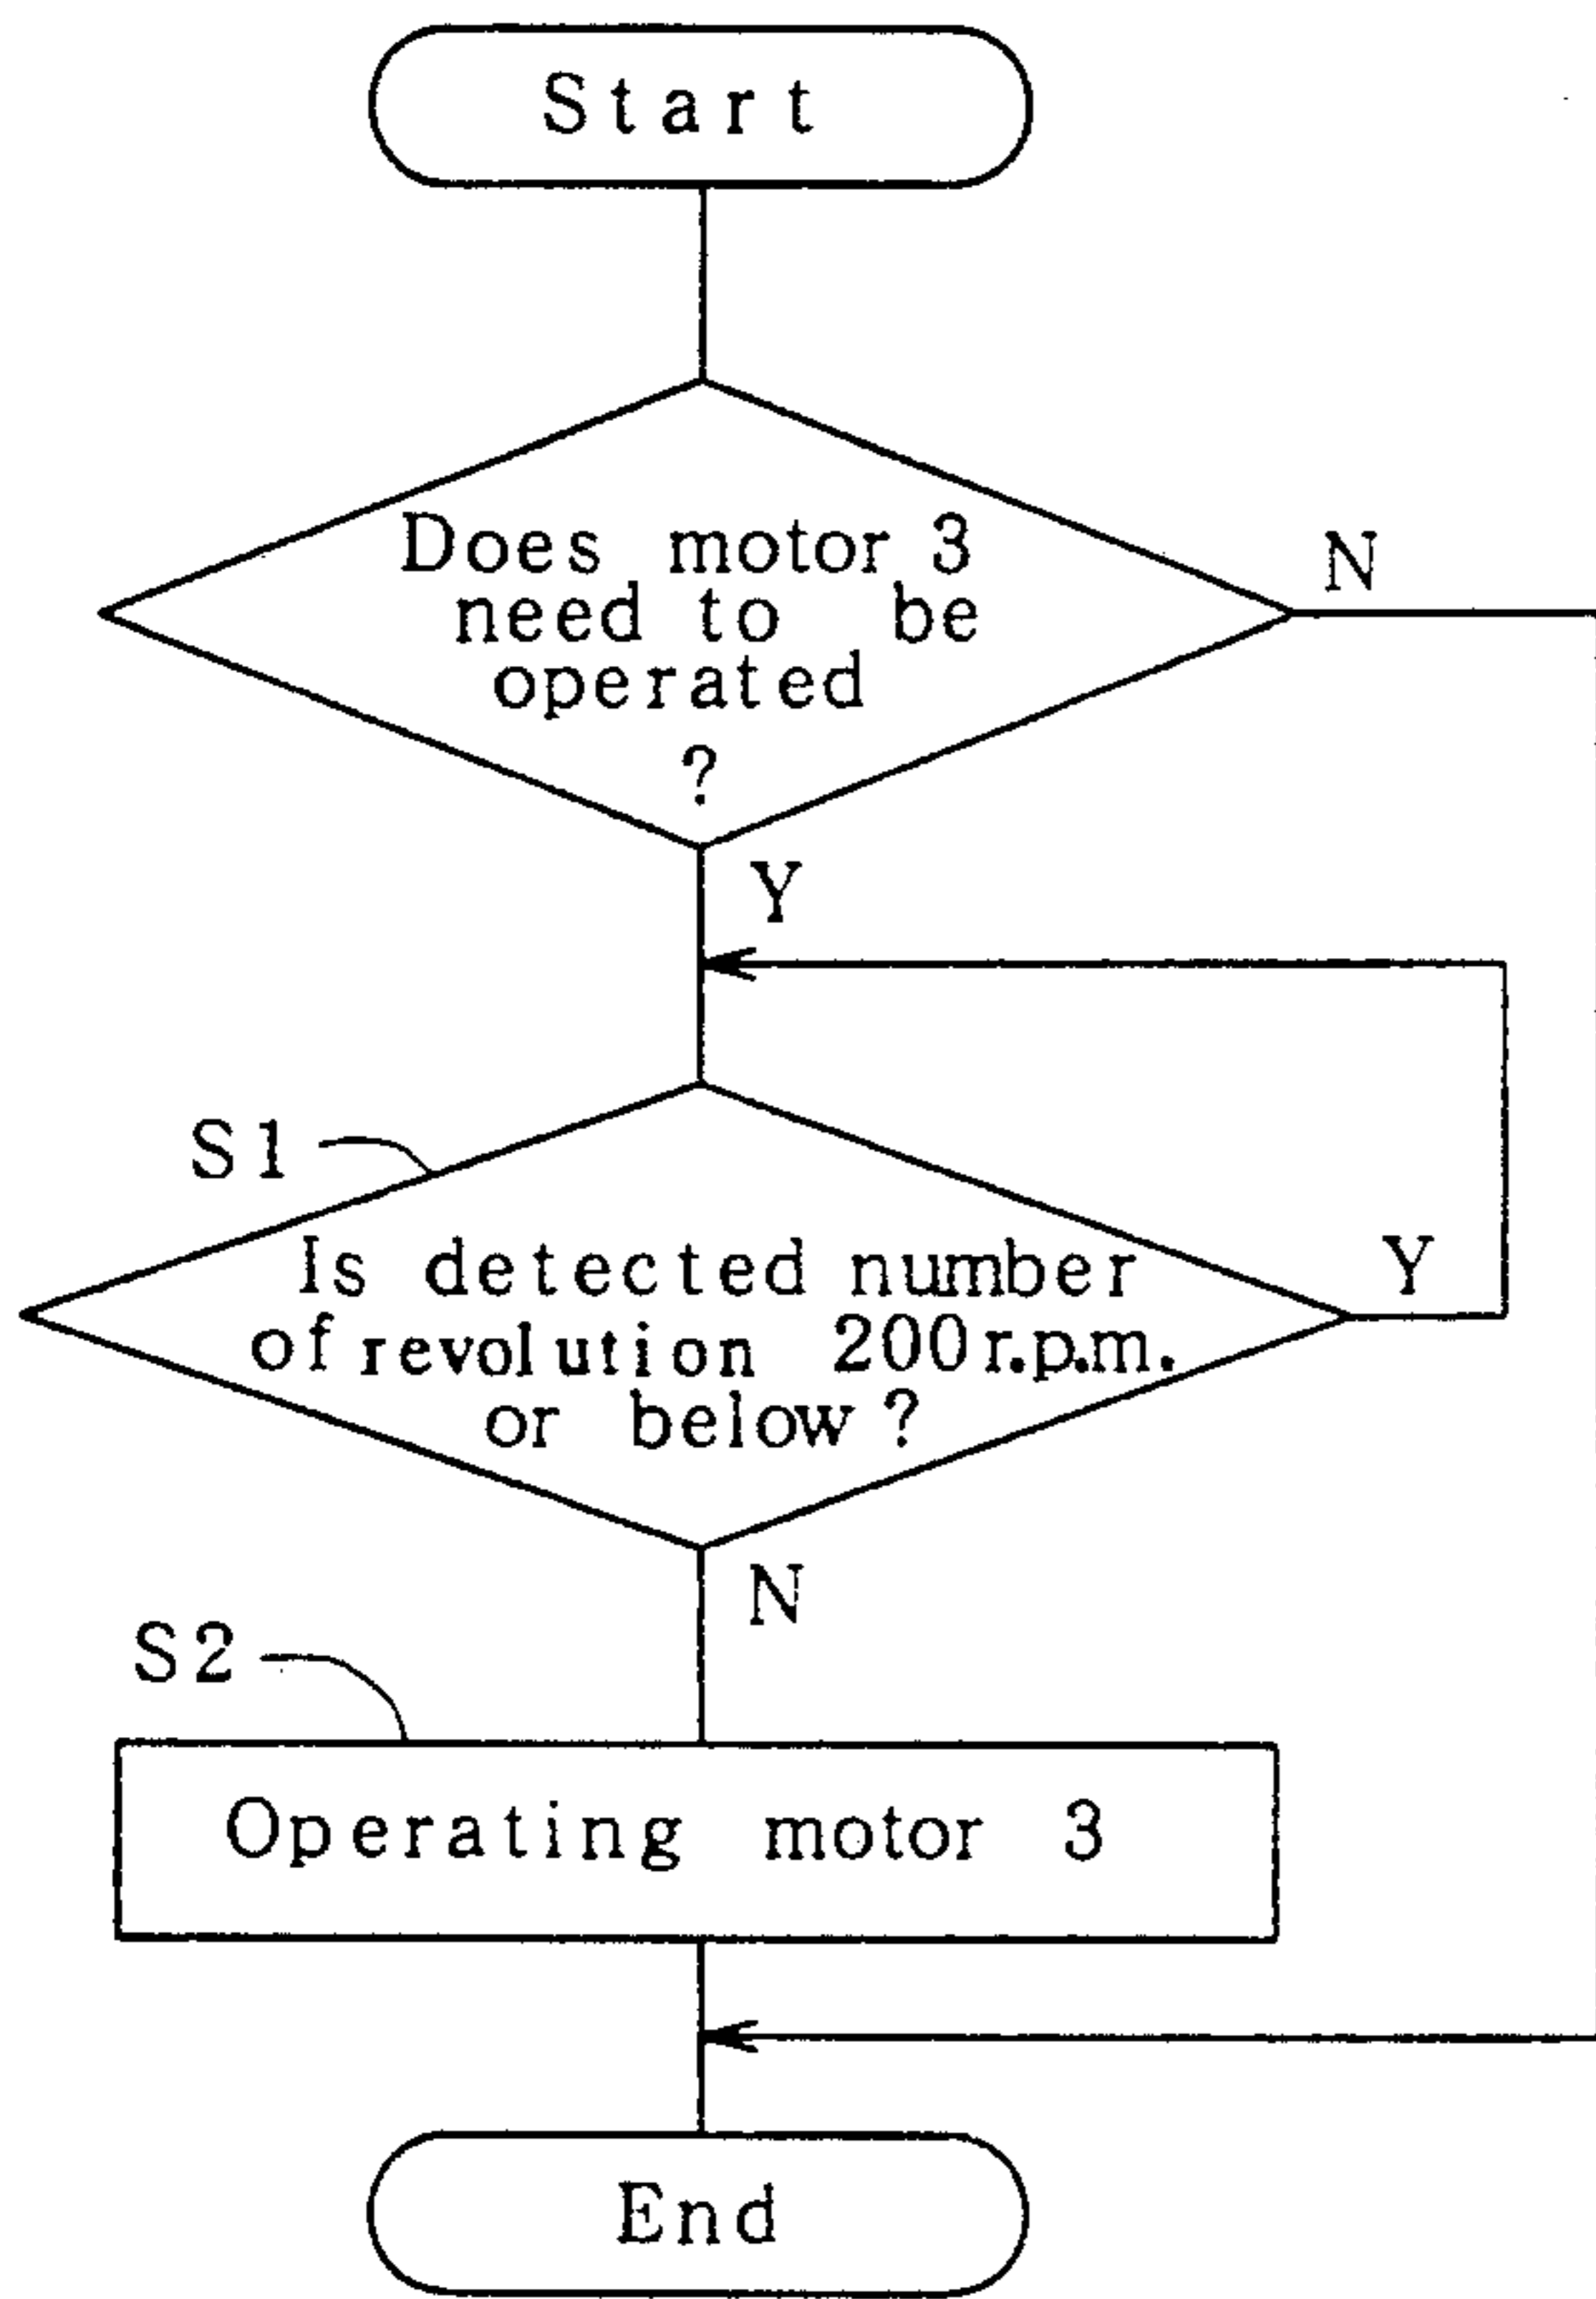 Start
Does motor 3
need to be
operated
?
N
Y
S1
Is detected number
of revolution 200r.p.m.
or below?
Y
N
S2
Operating motor 3
End